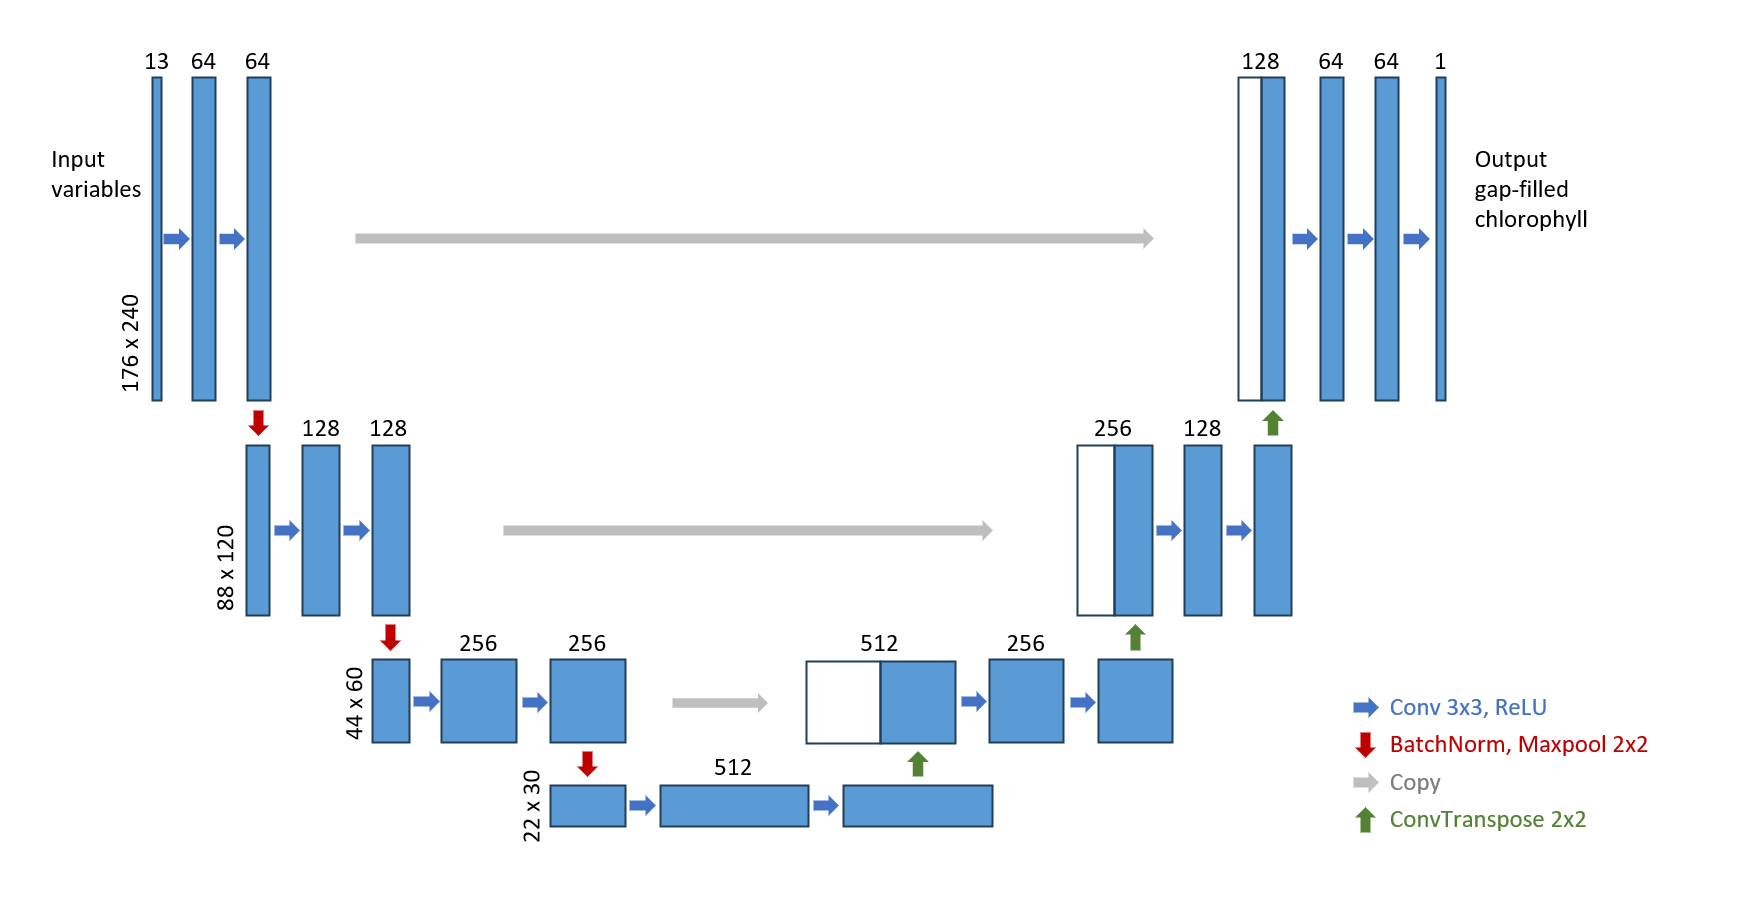 13 64 64
128 64 64 1
Input
variables
Output
gap-filled
chlorophyll
176 x 240
128 128
256 128
88 x 120
256 256
512 256
44 x 60
512
22 x 30
Conv 3x3, ReLU
BatchNorm, Maxpool 2x2
Copy
ConvTranspose 2x2